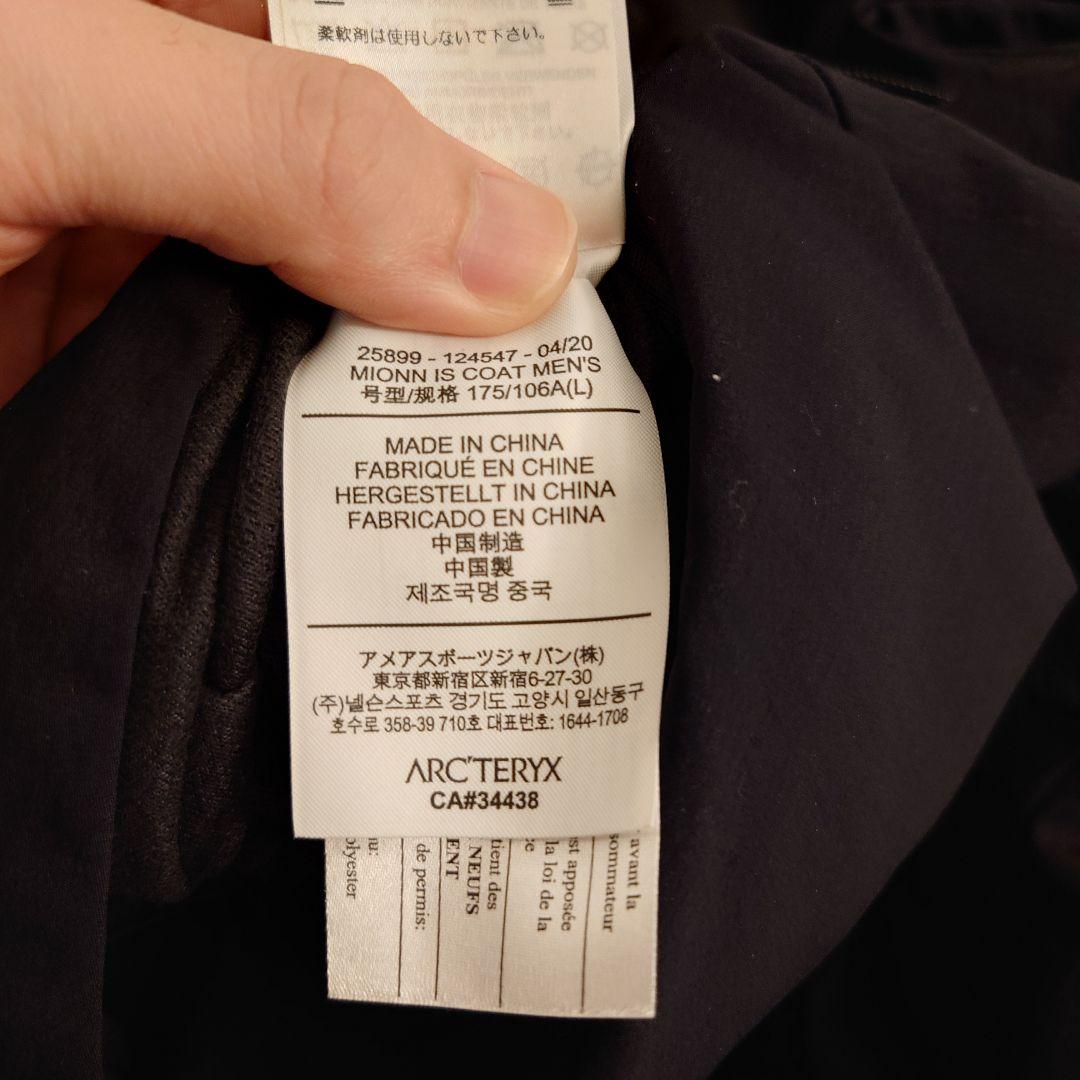 柔軟剤は使用しないで下さい。
25899 - 124547 - 04/20
MIONN IS COAT MEN'S
号型/规格 175/106A(L)
MADE IN CHINA
FABRIQUÉ EN CHINE
HERGESTELLT IN CHINA
FABRICADO EN CHINA
中国制造
中国製
제조국명 중국
アメアスポーツジャパン(株)
東京都新宿区新宿6-27-30
(주)넬슨스포츠 경기도 고양시 일산동구
호수로 358-39 710호 대표번호: 1644-1708
ARC'TERYX
CA#34438
avant la
sommateur
est apposée
la loi de la
ce
tient des
NEUFS
ENT
de permis:
nu:
olyester